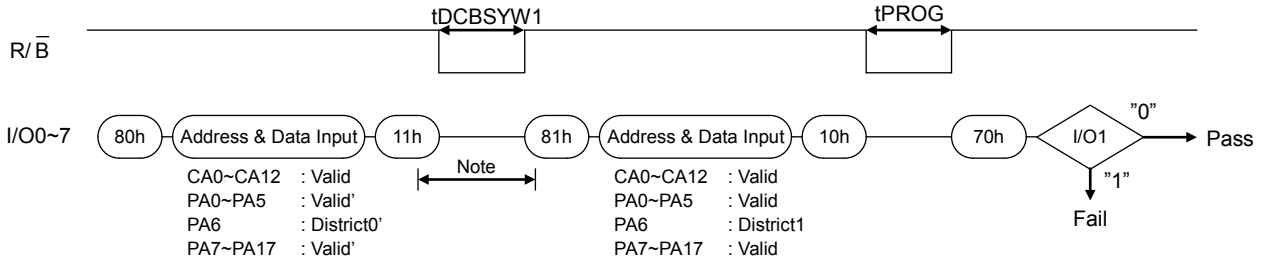 tDCBSYW1
tPROG
R/B̅
I/O0~7
80h
Address & Data Input
11h
81h
Address & Data Input
10h
70h
I/O1
"0"
Pass
"1"
Fail
Note
CA0~CA12 : Valid
PA0~PA5 : Valid'
PA6 : District0'
PA7~PA17 : Valid'
CA0~CA12 : Valid
PA0~PA5 : Valid
PA6 : District1
PA7~PA17 : Valid